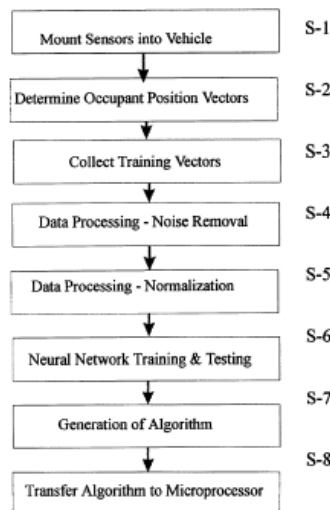 Mount Sensors into Vehicle S-1
Determine Occupant Position Vectors S-2
Collect Training Vectors S-3
Data Processing - Noise Removal S-4
Data Processing - Normalization S-5
Neural Network Training & Testing S-6
Generation of Algorithm S-7
Transfer Algorithm to Microprocessor S-8